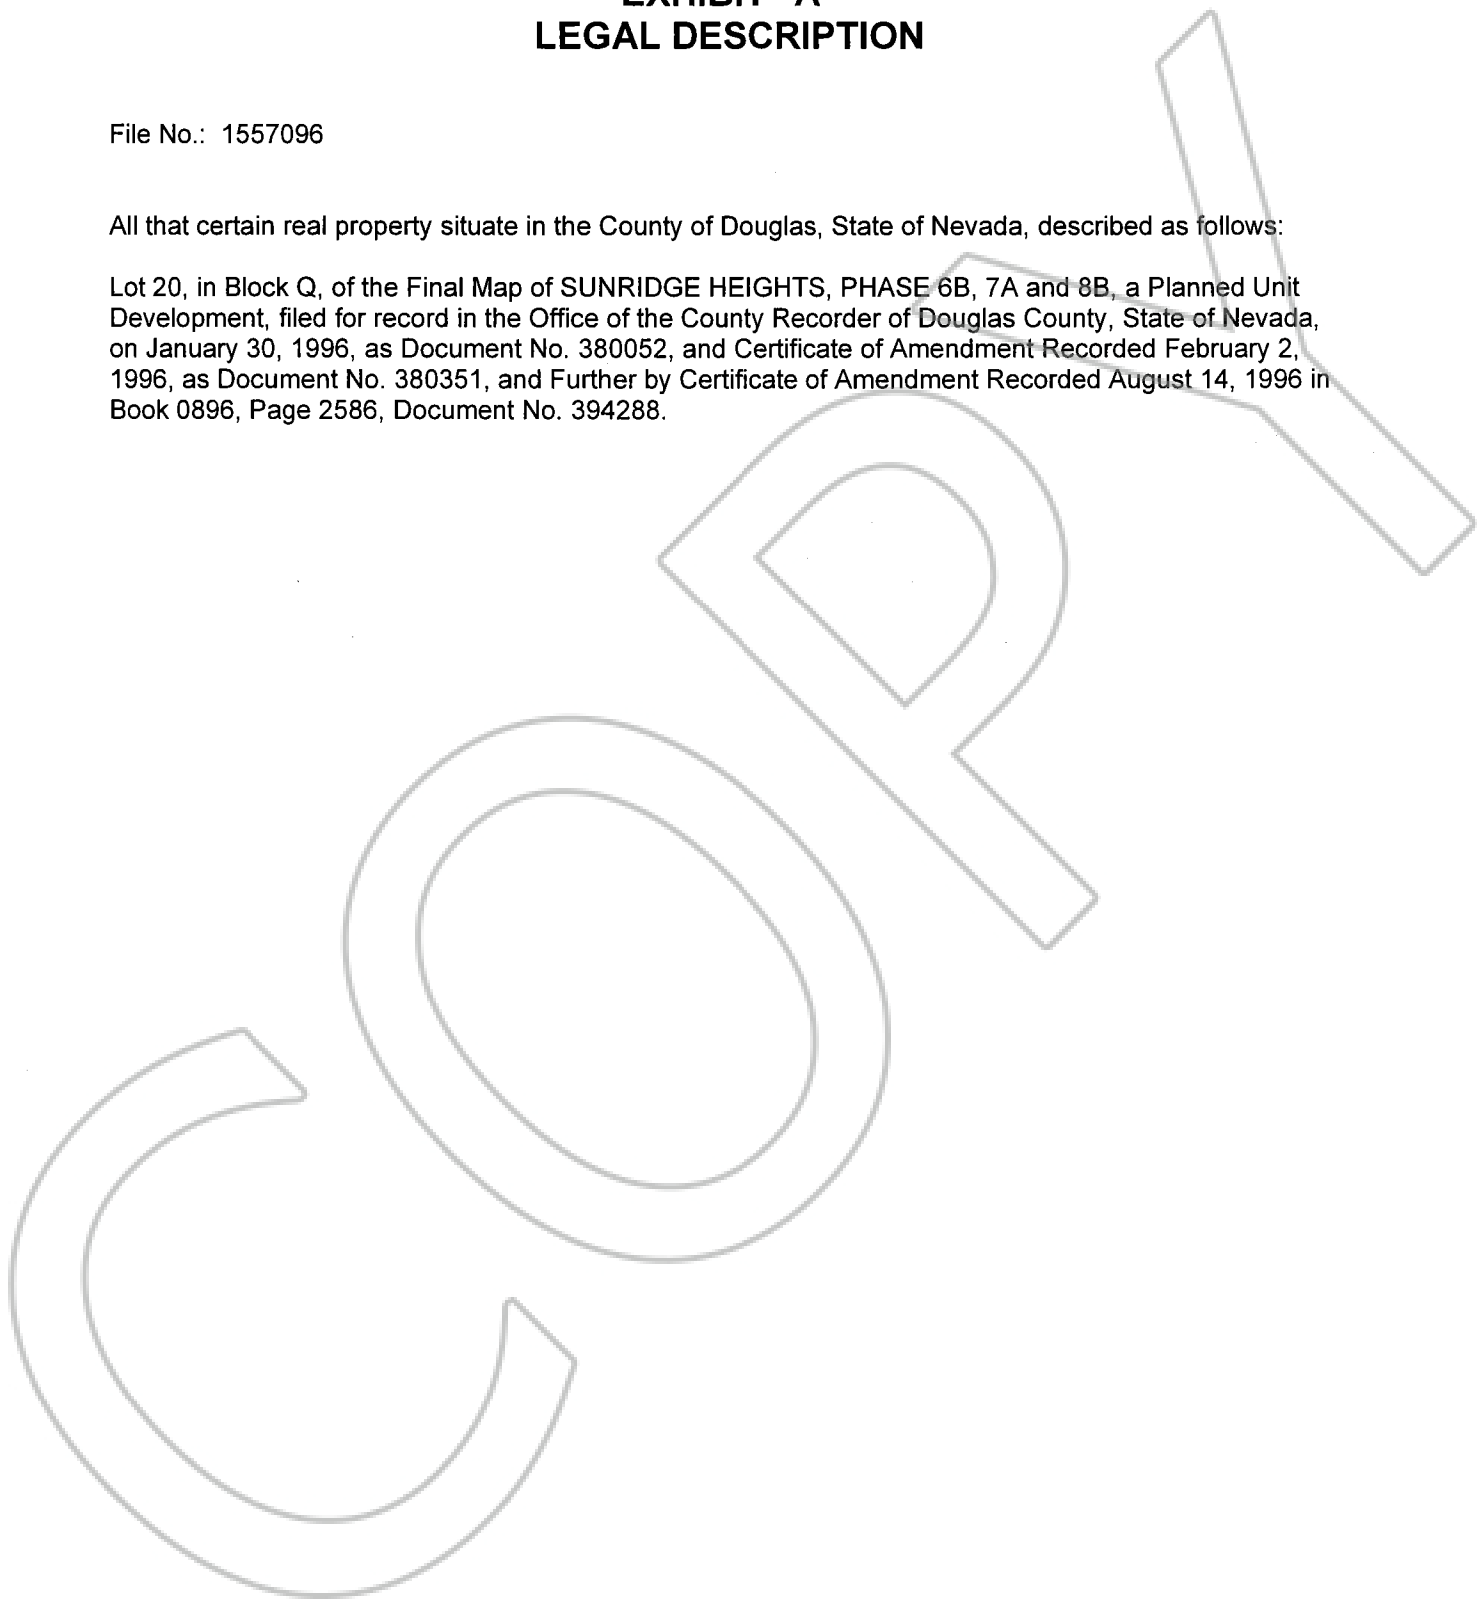 EXHIBIT "A"
LEGAL DESCRIPTION
File No.: 1557096
All that certain real property situate in the County of Douglas, State of Nevada, described as follows:
Lot 20, in Block Q, of the Final Map of SUNRIDGE HEIGHTS, PHASE 6B, 7A and 8B, a Planned Unit
Development, filed for record in the Office of the County Recorder of Douglas County, State of Nevada,
on January 30, 1996, as Document No. 380052, and Certificate of Amendment Recorded February 2,
1996, as Document No. 380351, and Further by Certificate of Amendment Recorded August 14, 1996 in
Book 0896, Page 2586, Document No. 394288.
COPY